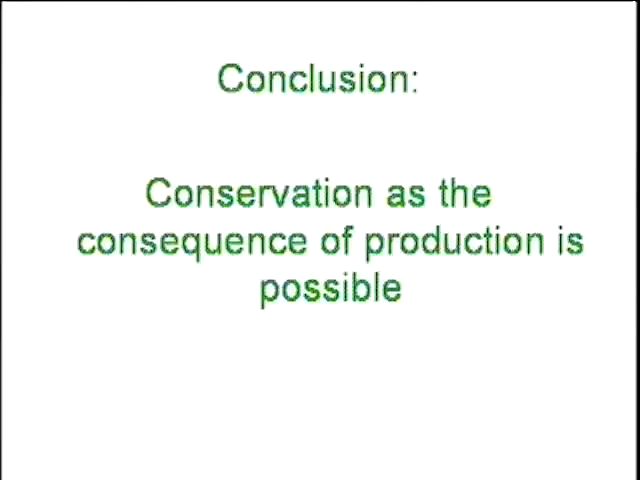 Conclusion:
Conservation as the
consequence of production is
possible